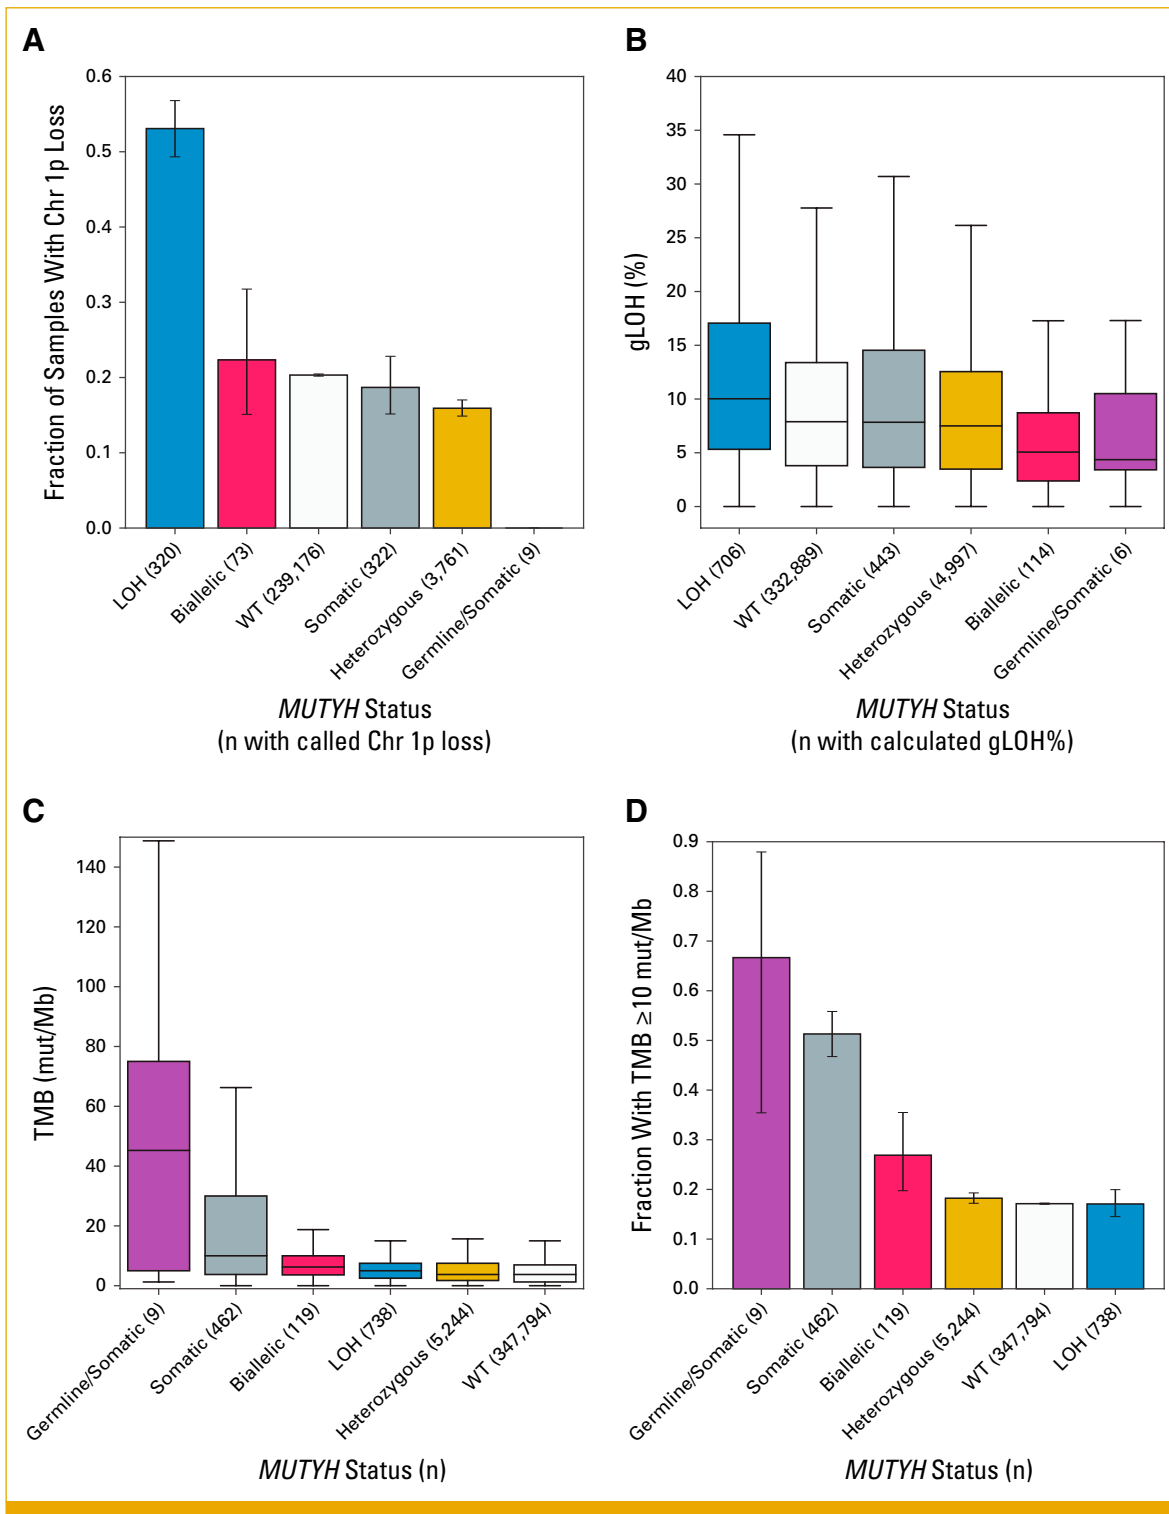 A
Fraction of Samples With Chr 1p Loss
0.6
0.5
0.4
0.3
0.2
0.1
0.0
LOH (320)
Biallelic (73)
WT (239,176)
Somatic (322)
Heterozygous (3,761)
Germline/Somatic (9)
MUTYH Status
(n with called Chr 1p loss)
B
gLOH (%)
40
35
30
25
20
15
10
5
0
LOH (706)
WT (332,889)
Somatic (443)
Heterozygous (4,997)
Biallelic (114)
Germline/Somatic (6)
MUTYH Status
(n with calculated gLOH%)
C
TMB (mut/Mb)
140
120
100
80
60
40
20
0
Germline/Somatic (9)
Somatic (462)
Biallelic (119)
LOH (738)
Heterozygous (5,244)
WT (347,794)
MUTYH Status (n)
D
Fraction With TMB ≥10 mut/Mb
0.9
0.8
0.7
0.6
0.5
0.4
0.3
0.2
0.1
0.0
Germline/Somatic (9)
Somatic (462)
Biallelic (119)
Heterozygous (5,244)
WT (347,794)
LOH (738)
MUTYH Status (n)